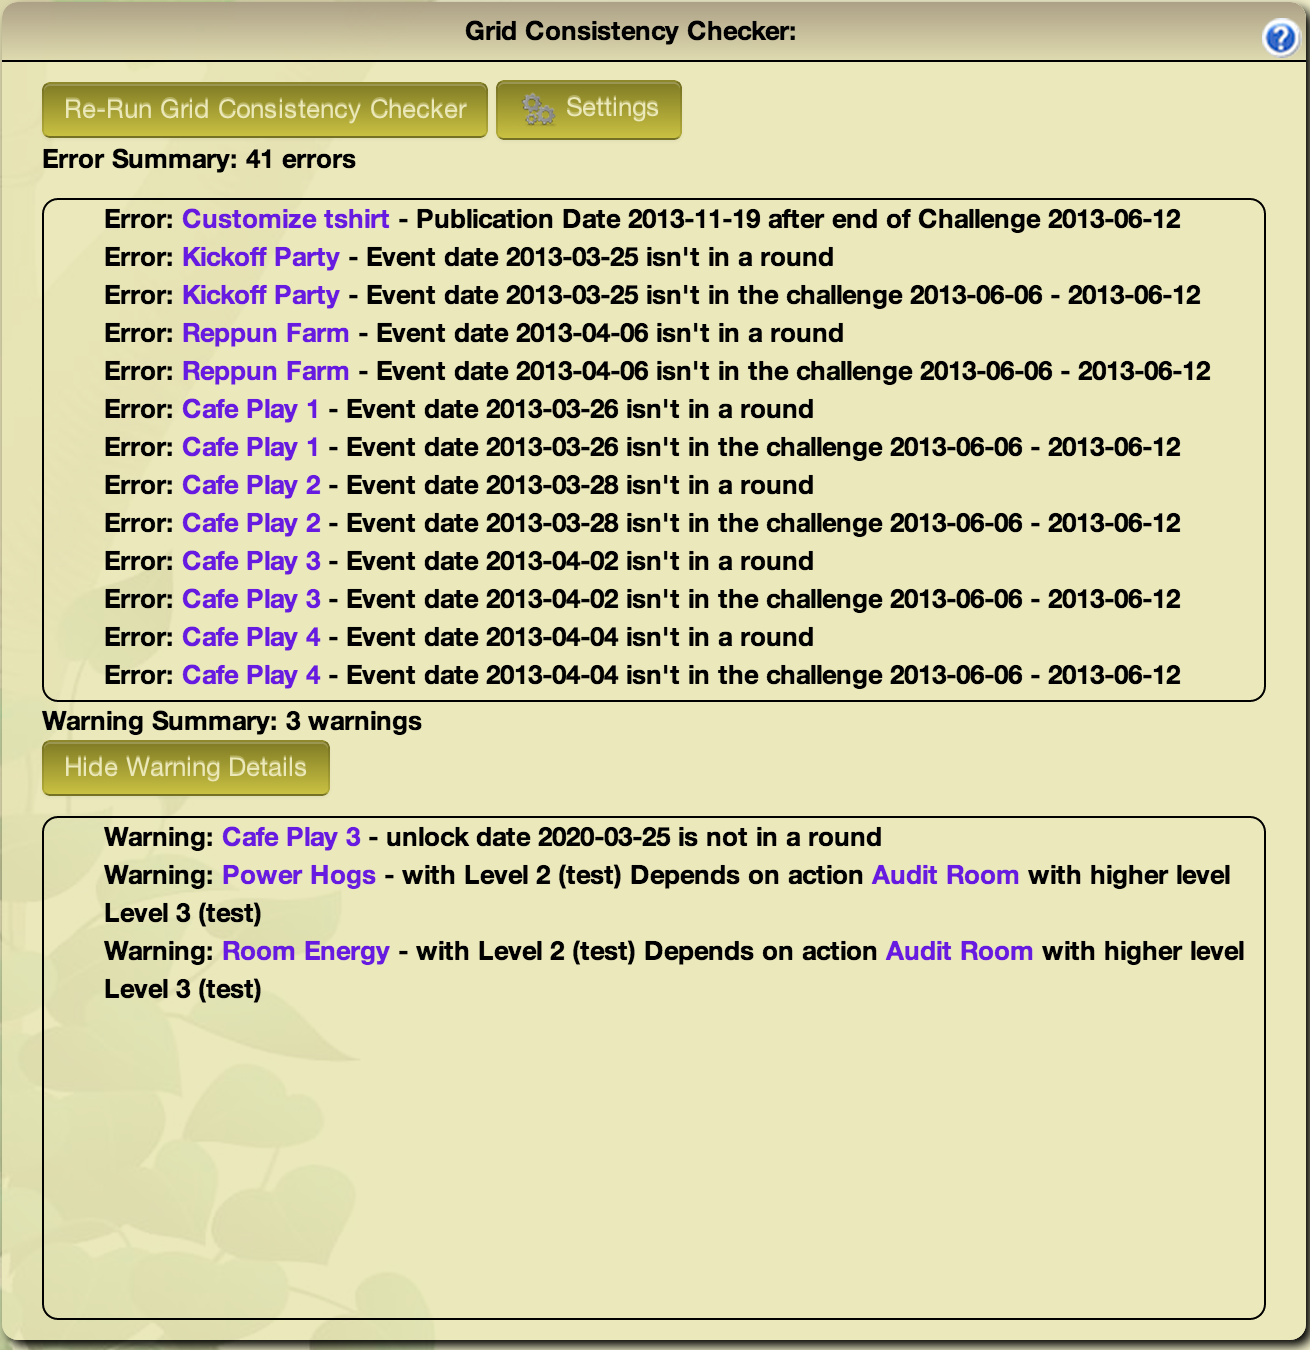 Grid Consistency Checker:
?
Re-Run Grid Consistency Checker
Settings
Error Summary: 41 errors
Error: Customize tshirt - Publication Date 2013-11-19 after end of Challenge 2013-06-12
Error: Kickoff Party - Event date 2013-03-25 isn't in a round
Error: Kickoff Party - Event date 2013-03-25 isn't in the challenge 2013-06-06 - 2013-06-12
Error: Reppun Farm - Event date 2013-04-06 isn't in a round
Error: Reppun Farm - Event date 2013-04-06 isn't in the challenge 2013-06-06 - 2013-06-12
Error: Cafe Play 1 - Event date 2013-03-26 isn't in a round
Error: Cafe Play 1 - Event date 2013-03-26 isn't in the challenge 2013-06-06 - 2013-06-12
Error: Cafe Play 2 - Event date 2013-03-28 isn't in a round
Error: Cafe Play 2 - Event date 2013-03-28 isn't in the challenge 2013-06-06 - 2013-06-12
Error: Cafe Play 3 - Event date 2013-04-02 isn't in a round
Error: Cafe Play 3 - Event date 2013-04-02 isn't in the challenge 2013-06-06 - 2013-06-12
Error: Cafe Play 4 - Event date 2013-04-04 isn't in a round
Error: Cafe Play 4 - Event date 2013-04-04 isn't in the challenge 2013-06-06 - 2013-06-12
Warning Summary: 3 warnings
Hide Warning Details
Warning: Cafe Play 3 - unlock date 2020-03-25 is not in a round
Warning: Power Hogs - with Level 2 (test) Depends on action Audit Room with higher level
Level 3 (test)
Warning: Room Energy - with Level 2 (test) Depends on action Audit Room with higher level
Level 3 (test)